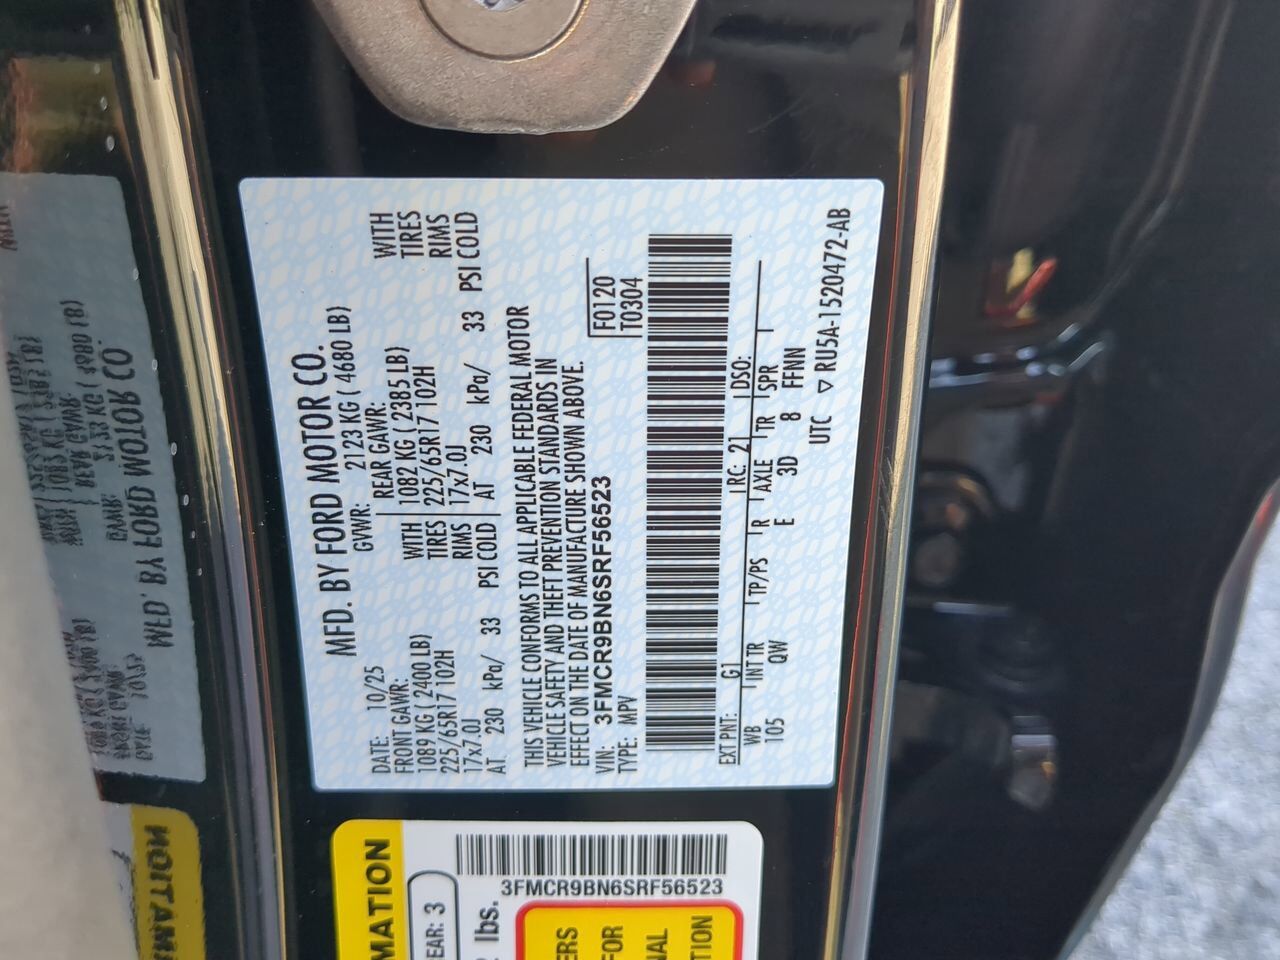 MFD. BY FORD MOTOR CO.
DATE: 10/25 GVWR: 2123 KG ( 4680 LB)
FRONT GAWR: REAR GAWR:
1089 KG ( 2400 LB) WITH 1082 KG ( 2385 LB) WITH
225/65R17 102H TIRES 225/65R17 102H TIRES
17x7.0J RIMS 17x7.0J RIMS
AT 230 kPa/ 33 PSI COLD AT 230 kPa/ 33 PSI COLD
THIS VEHICLE CONFORMS TO ALL APPLICABLE FEDERAL MOTOR
VEHICLE SAFETY AND THEFT PREVENTION STANDARDS IN
EFFECT ON THE DATE OF MANUFACTURE SHOWN ABOVE.
VIN: 3FMCR9BN6SRF56523 F0120
TYPE: MPV T0304
EXT PNT: G1 RC: 21 DSO:
WB INT TR TP/PS R AXLE TR SPR
105 QW E 3D 8 FFNN
UTC ▽ RU5A-1520472-AB
MATION
EAR: 3
lbs.
3FMCR9BN6SRF56523
ERS
FOR
NAL
TION